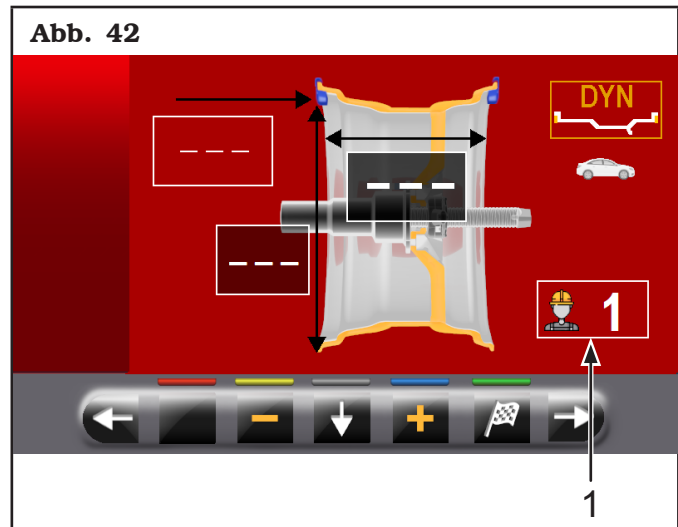 Abb. 42
DYN
– – –
– – –
– – –
1
1